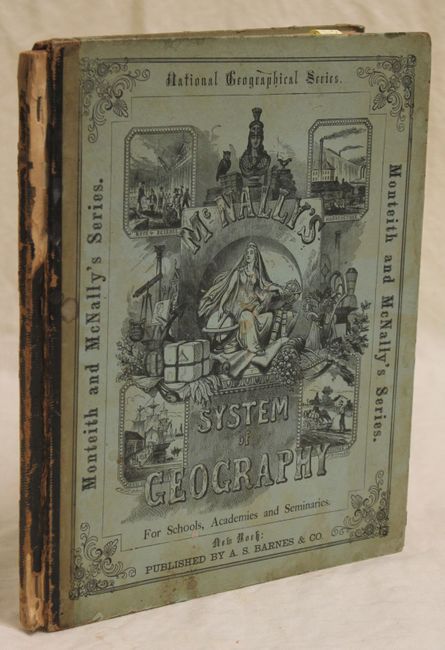 National Geographical Series.
Monteith and McNally's Series.
McNALLY'S
SYSTEM
of
GEOGRAPHY
For Schools, Academies and Seminaries.
New York:
PUBLISHED BY A. S. BARNES & CO.
Monteith and McNally's Series.